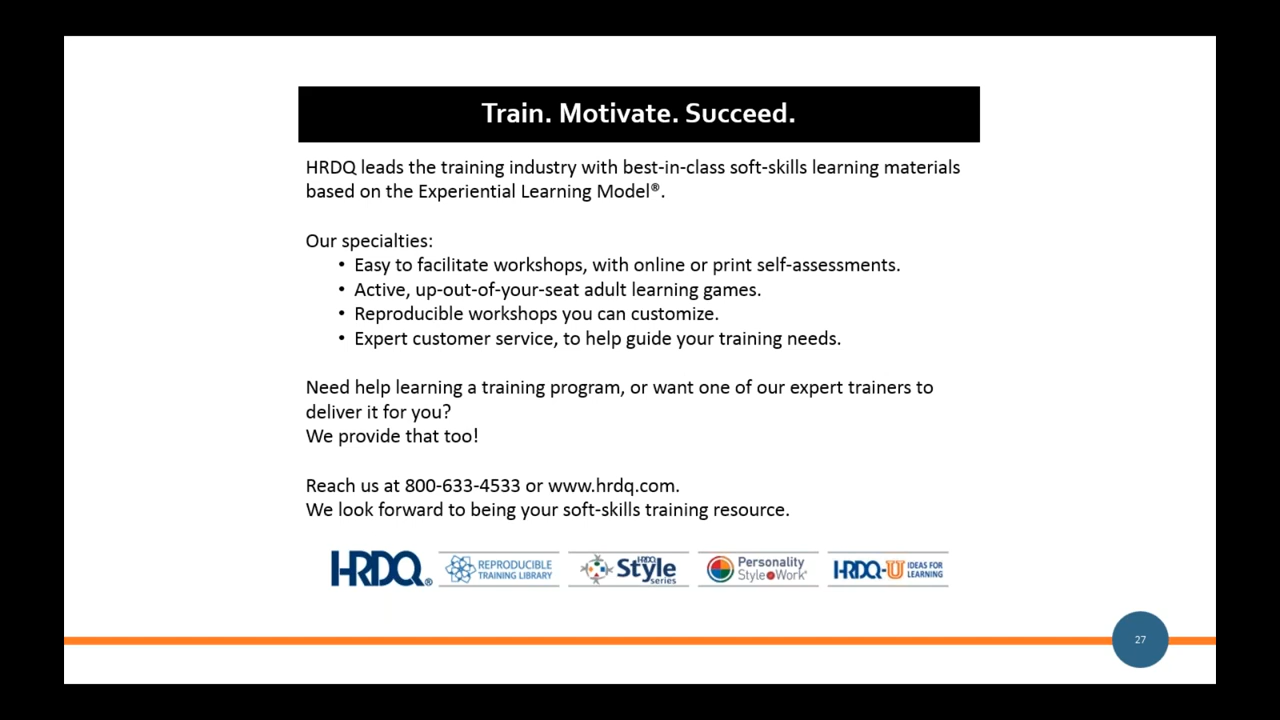 Train. Motivate. Succeed.
HRDQ leads the training industry with best-in-class soft-skills learning materials
based on the Experiential Learning Model®.
Our specialties:
• Easy to facilitate workshops, with online or print self-assessments.
• Active, up-out-of-your-seat adult learning games.
• Reproducible workshops you can customize.
• Expert customer service, to help guide your training needs.
Need help learning a training program, or want one of our expert trainers to
deliver it for you?
We provide that too!
Reach us at 800-633-4533 or www.hrdq.com.
We look forward to being your soft-skills training resource.
HRDQ®
REPRODUCIBLE
TRAINING LIBRARY
HRDQ
Style
series
Personality
Style@Work
HRDQ-U
IDEAS FOR
LEARNING
27